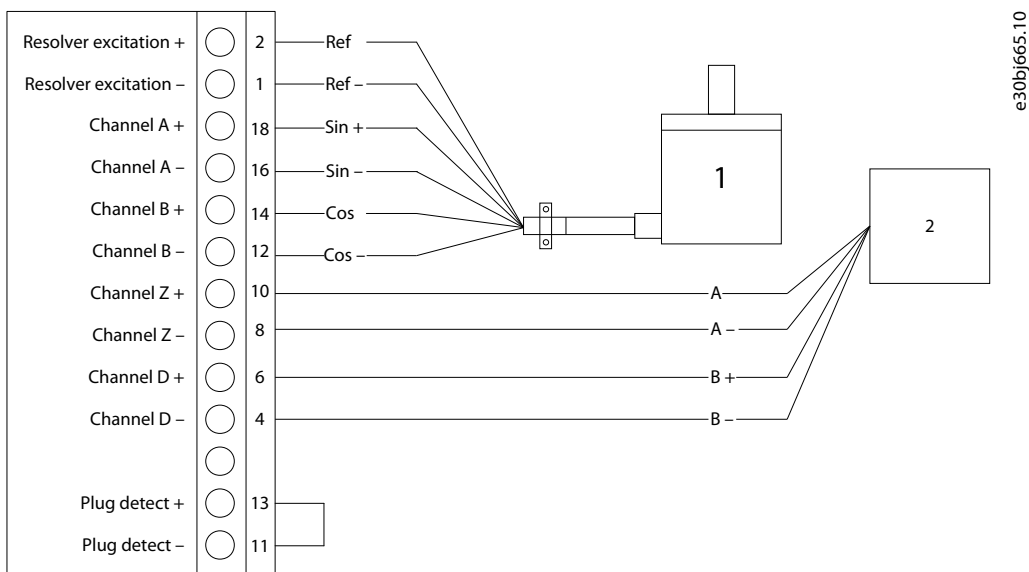 Resolver excitation + 2 Ref
Resolver excitation – 1 Ref –
Channel A + 18 Sin +
Channel A – 16 Sin –
Channel B + 14 Cos
Channel B – 12 Cos –
Channel Z + 10 A
Channel Z – 8 A –
Channel D + 6 B +
Channel D – 4 B –
Plug detect + 13
Plug detect – 11
1
2
e30bj665.10